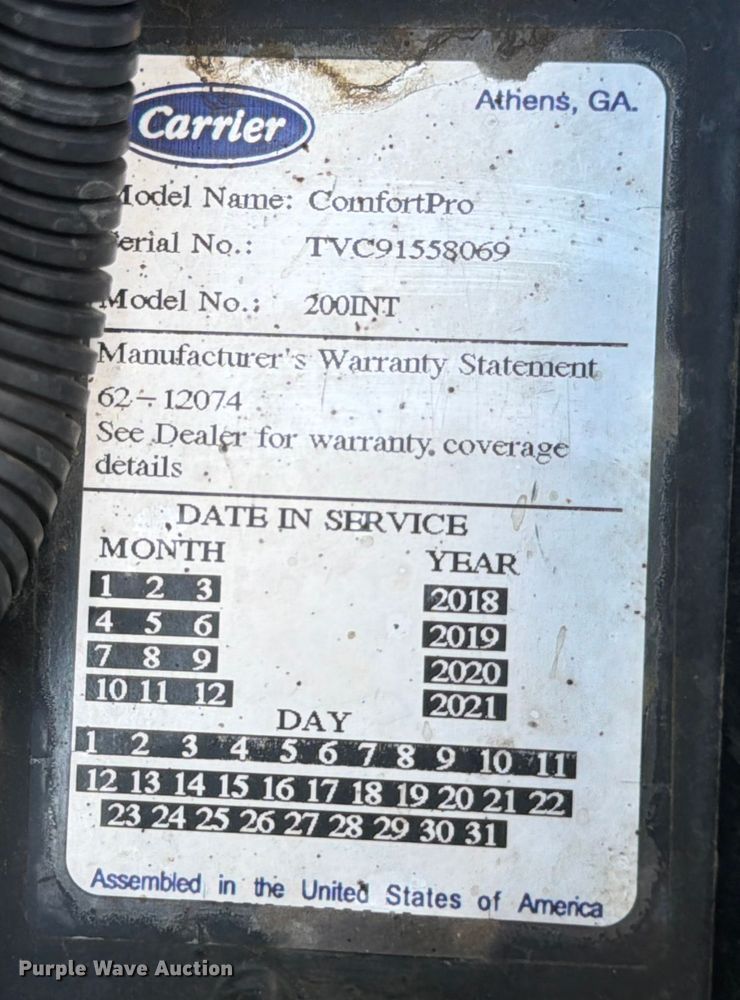 Carrier
Athens, GA.
Model Name: ComfortPro
Serial No.: TVC91558069
Model No.: 200INT
Manufacturer's Warranty Statement
62-12074
See Dealer for warranty coverage
details
DATE IN SERVICE
MONTH
1 2 3
4 5 6
7 8 9
10 11 12
YEAR
2018
2019
2020
2021
DAY
1 2 3 4 5 6 7 8 9 10 11
12 13 14 15 16 17 18 19 20 21 22
23 24 25 26 27 28 29 30 31
Assembled in the United States of America
Purple Wave Auction